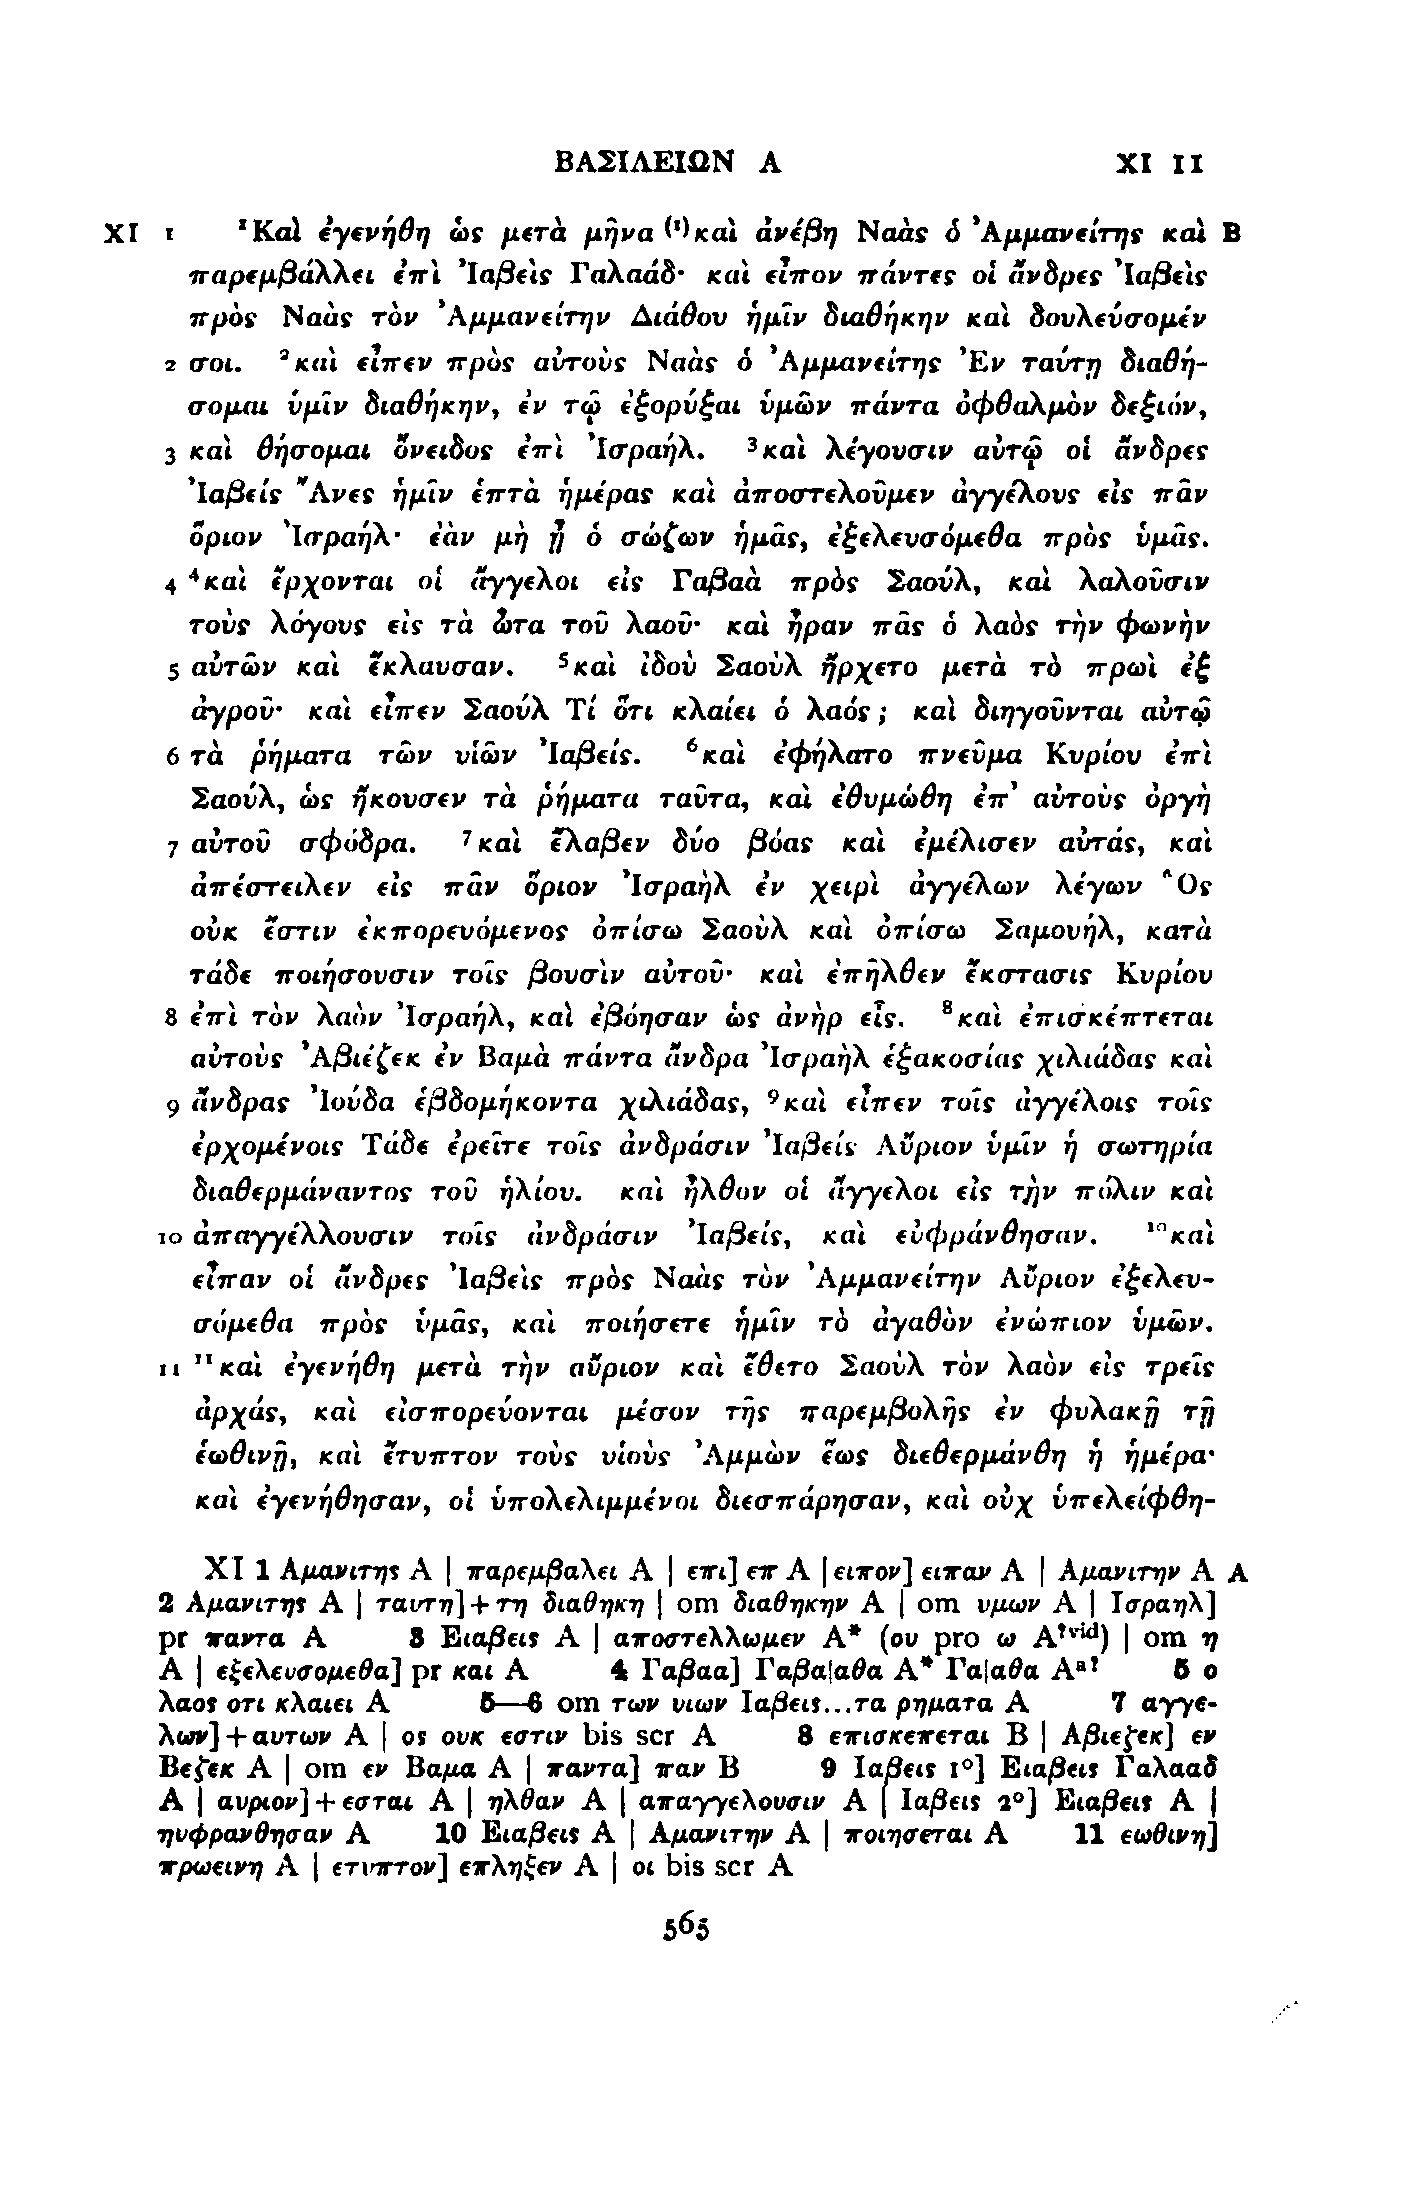 ΒΑΣΙΛΕΙΩΝ Α XI 11
XI 1 ¹Καὶ ἐγενήθη ὡς μετὰ μῆνα ⁽¹⁾καὶ ἀνέβη Ναὰς ὁ Ἀμμανείτης καὶ B
παρεμβάλλει ἐπὶ Ἰαβεὶς Γαλαάδ· καὶ εἶπον πάντες οἱ ἄνδρες Ἰαβεὶς
πρὸς Ναὰς τὸν Ἀμμανείτην Διάθου ἡμῖν διαθήκην καὶ δουλεύσομέν
2 σοι. ²καὶ εἶπεν πρὸς αὐτοὺς Ναὰς ὁ Ἀμμανείτης Ἐν ταύτῃ διαθή-
σομαι ὑμῖν διαθήκην, ἐν τῷ ἐξορύξαι ὑμῶν πάντα ὀφθαλμὸν δεξιόν,
3 καὶ θήσομαι ὄνειδος ἐπὶ Ἰσραήλ. ³καὶ λέγουσιν αὐτῷ οἱ ἄνδρες
Ἰαβείς Ἄνες ἡμῖν ἑπτὰ ἡμέρας καὶ ἀποστελοῦμεν ἀγγέλους εἰς πᾶν
ὅριον Ἰσραήλ· ἐὰν μὴ ᾖ ὁ σώζων ἡμᾶς, ἐξελευσόμεθα πρὸς ὑμᾶς.
4 ⁴καὶ ἔρχονται οἱ ἄγγελοι εἰς Γαβαὰ πρὸς Σαούλ, καὶ λαλοῦσιν
τοὺς λόγους εἰς τὰ ὦτα τοῦ λαοῦ· καὶ ἦραν πᾶς ὁ λαὸς τὴν φωνὴν
5 αὐτῶν καὶ ἔκλαυσαν. ⁵καὶ ἰδοὺ Σαοὺλ ἤρχετο μετὰ τὸ πρωὶ ἐξ
ἀγροῦ· καὶ εἶπεν Σαούλ Τί ὅτι κλαίει ὁ λαός; καὶ διηγοῦνται αὐτῷ
6 τὰ ῥήματα τῶν υἱῶν Ἰαβείς. ⁶καὶ ἐφήλατο πνεῦμα Κυρίου ἐπὶ
Σαούλ, ὡς ἤκουσεν τὰ ῥήματα ταῦτα, καὶ ἐθυμώθη ἐπ’ αὐτοὺς ὀργὴ
7 αὐτοῦ σφόδρα. ⁷καὶ ἔλαβεν δύο βόας καὶ ἐμέλισεν αὐτάς, καὶ
ἀπέστειλεν εἰς πᾶν ὅριον Ἰσραὴλ ἐν χειρὶ ἀγγέλων λέγων Ὃς
οὐκ ἔστιν ἐκπορευόμενος ὀπίσω Σαοὺλ καὶ ὀπίσω Σαμουήλ, κατὰ
τάδε ποιήσουσιν τοῖς βουσὶν αὐτοῦ· καὶ ἐπῆλθεν ἔκστασις Κυρίου
8 ἐπὶ τὸν λαὸν Ἰσραήλ, καὶ ἐβόησαν ὡς ἀνὴρ εἷς. ⁸καὶ ἐπισκέπτεται
αὐτοὺς Ἀβιέζεκ ἐν Βαμὰ πάντα ἄνδρα Ἰσραὴλ ἑξακοσίας χιλιάδας καὶ
9 ἄνδρας Ἰούδα ἑβδομήκοντα χιλιάδας, ⁹καὶ εἶπεν τοῖς ἀγγέλοις τοῖς
ἐρχομένοις Τάδε ἐρεῖτε τοῖς ἀνδράσιν Ἰαβείς Αὔριον ὑμῖν ἡ σωτηρία
διαθερμάναντος τοῦ ἡλίου. καὶ ἦλθον οἱ ἄγγελοι εἰς τὴν πόλιν καὶ
10 ἀπαγγέλλουσιν τοῖς ἀνδράσιν Ἰαβείς, καὶ εὐφράνθησαν. ¹⁰καὶ
εἶπαν οἱ ἄνδρες Ἰαβεὶς πρὸς Ναὰς τὸν Ἀμμανείτην Αὔριον ἐξελευ-
σόμεθα πρὸς ὑμᾶς, καὶ ποιήσετε ἡμῖν τὸ ἀγαθὸν ἐνώπιον ὑμῶν.
11 ¹¹καὶ ἐγενήθη μετὰ τὴν αὔριον καὶ ἔθετο Σαοὺλ τὸν λαὸν εἰς τρεῖς
ἀρχάς, καὶ εἰσπορεύονται μέσον τῆς παρεμβολῆς ἐν φυλακῇ τῇ
ἑωθινῇ, καὶ ἔτυπτον τοὺς υἱοὺς Ἀμμὼν ἕως διεθερμάνθη ἡ ἡμέρα·
καὶ ἐγενήθησαν, οἱ ὑπολελιμμένοι διεσπάρησαν, καὶ οὐχ ὑπελείφθη-
XI 1 Αμανιτης A | παρεμβαλει A | επι] επ A | ειπον] ειπαν A | Αμανιτην A A
2 Αμανιτης A | ταυτη] + τη διαθηκη | om διαθηκην A | om υμων A | Ισραηλ]
pr παντα A 3 Ειαβεις A | αποστελλωμεν A* (ου pro ω A?vid) | om η
A | εξελευσομεθα] pr και A 4 Γαβαα] Γαβα|αθα A* Γα|αθα Aa? 5 ο
λαος οτι κλαιει A 5—6 om των υιων Ιαβεις...τα ρηματα A 7 αγγε-
λων] + αυτων A | ος ουκ εστιν bis scr A 8 επισκεπεται B | Αβιεζεκ] εν
Βεζεκ A | om εν Βαμα A | παντα] παν B 9 Ιαβεις 1°] Ειαβεις Γαλααδ
A | αυριον] + εσται A | ηλθαν A | απαγγελουσιν A | Ιαβεις 2°] Ειαβεις A |
ηυφρανθησαν A 10 Ειαβεις A | Αμανιτην A | ποιησεται A 11 εωθινη]
πρωεινη A | ετυπτον] επληξεν A | οι bis scr A
565